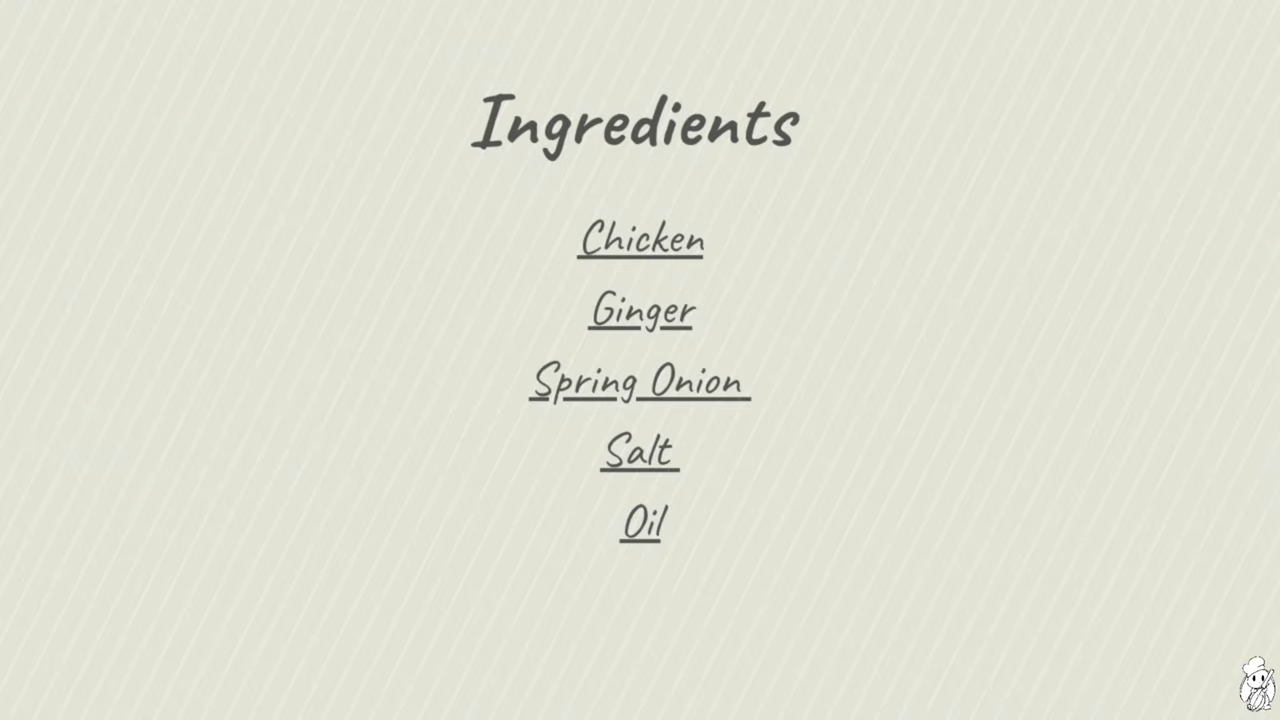 Ingredients
Chicken
Ginger
Spring Onion
Salt
Oil